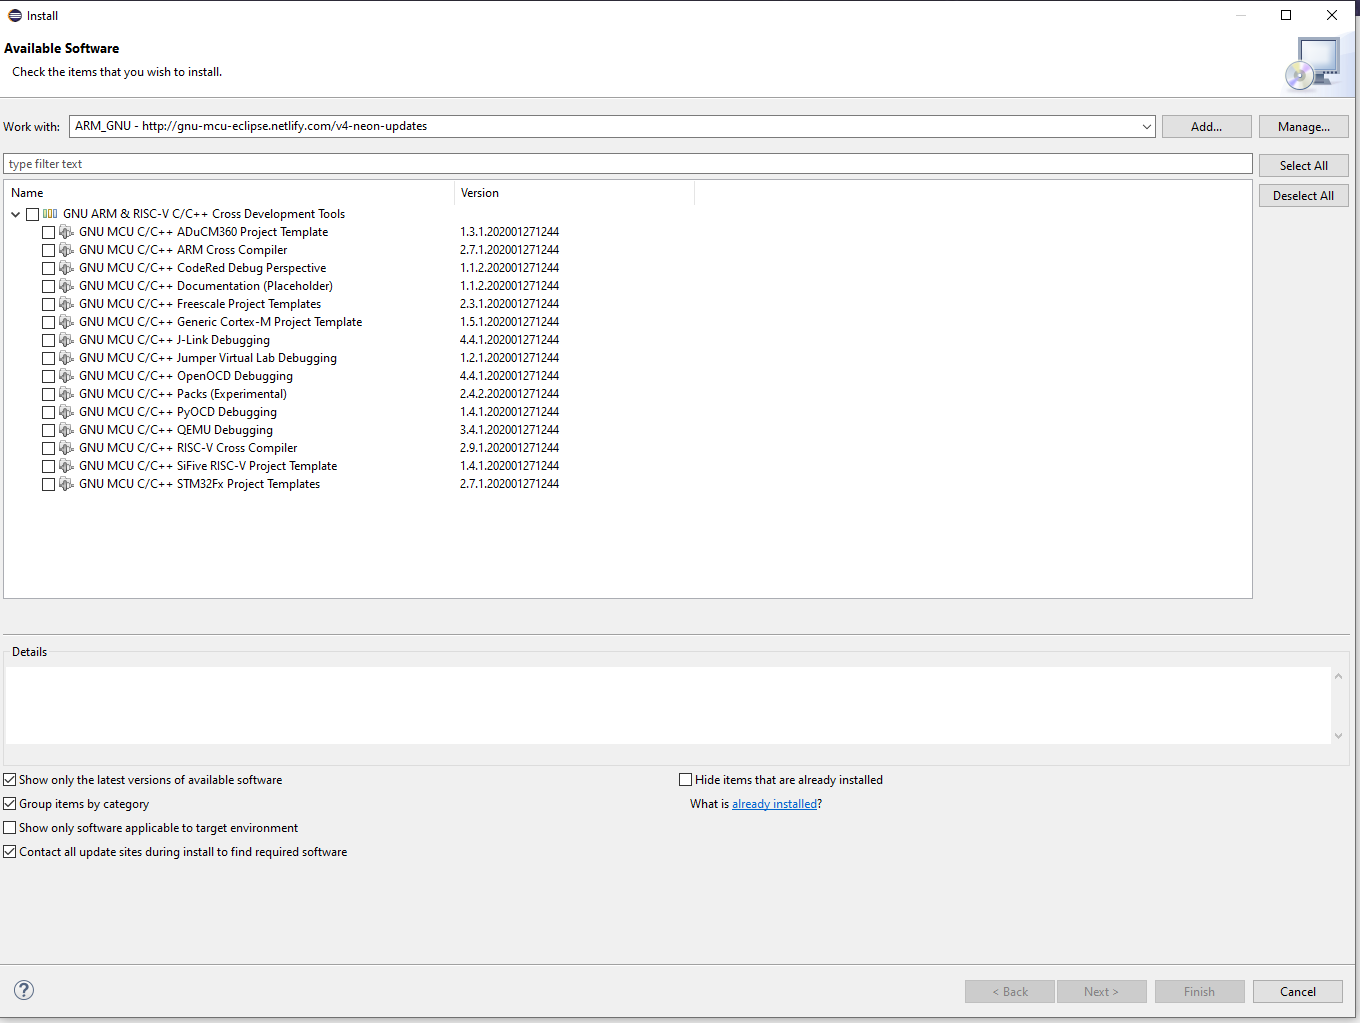 Install
Available Software
Check the items that you wish to install.
Work with: ARM_GNU - http://gnu-mcu-eclipse.netlify.com/v4-neon-updates Add... Manage...
type filter text Select All
Name Version Deselect All
GNU ARM & RISC-V C/C++ Cross Development Tools
GNU MCU C/C++ ADuCM360 Project Template 1.3.1.202001271244
GNU MCU C/C++ ARM Cross Compiler 2.7.1.202001271244
GNU MCU C/C++ CodeRed Debug Perspective 1.1.2.202001271244
GNU MCU C/C++ Documentation (Placeholder) 1.1.2.202001271244
GNU MCU C/C++ Freescale Project Templates 2.3.1.202001271244
GNU MCU C/C++ Generic Cortex-M Project Template 1.5.1.202001271244
GNU MCU C/C++ J-Link Debugging 4.4.1.202001271244
GNU MCU C/C++ Jumper Virtual Lab Debugging 1.2.1.202001271244
GNU MCU C/C++ OpenOCD Debugging 4.4.1.202001271244
GNU MCU C/C++ Packs (Experimental) 2.4.2.202001271244
GNU MCU C/C++ PyOCD Debugging 1.4.1.202001271244
GNU MCU C/C++ QEMU Debugging 3.4.1.202001271244
GNU MCU C/C++ RISC-V Cross Compiler 2.9.1.202001271244
GNU MCU C/C++ SiFive RISC-V Project Template 1.4.1.202001271244
GNU MCU C/C++ STM32Fx Project Templates 2.7.1.202001271244
Details
Show only the latest versions of available software Hide items that are already installed
Group items by category What is already installed?
Show only software applicable to target environment
Contact all update sites during install to find required software
? < Back Next > Finish Cancel